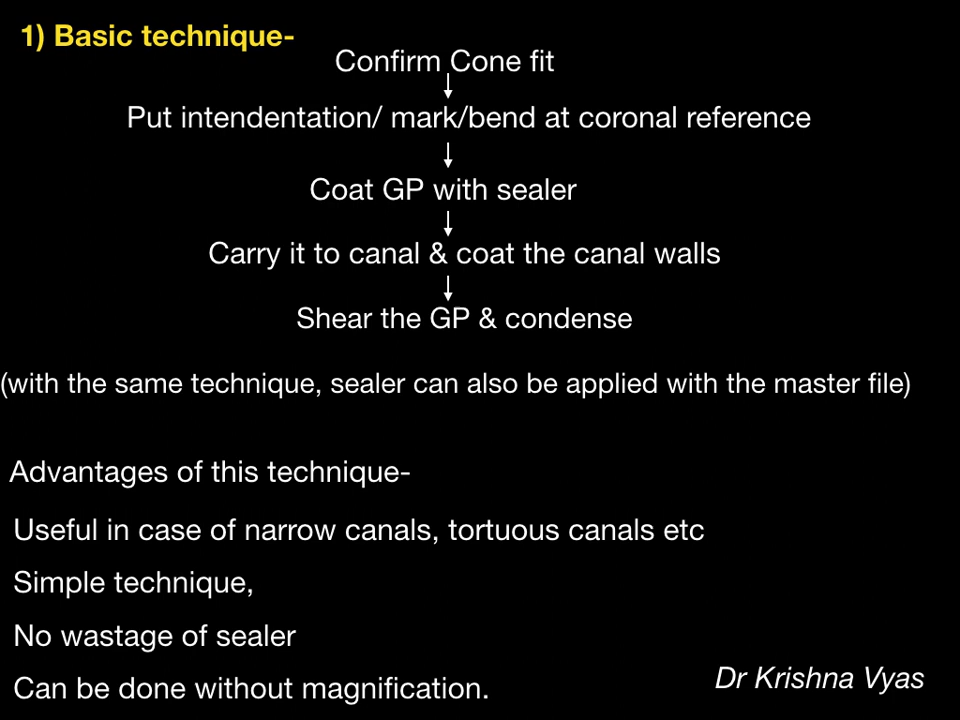 1) Basic technique-
Confirm Cone fit
Put intendentation/ mark/bend at coronal reference
Coat GP with sealer
Carry it to canal & coat the canal walls
Shear the GP & condense
(with the same technique, sealer can also be applied with the master file)
Advantages of this technique-
Useful in case of narrow canals, tortuous canals etc
Simple technique,
No wastage of sealer
Can be done without magnification.
Dr Krishna Vyas